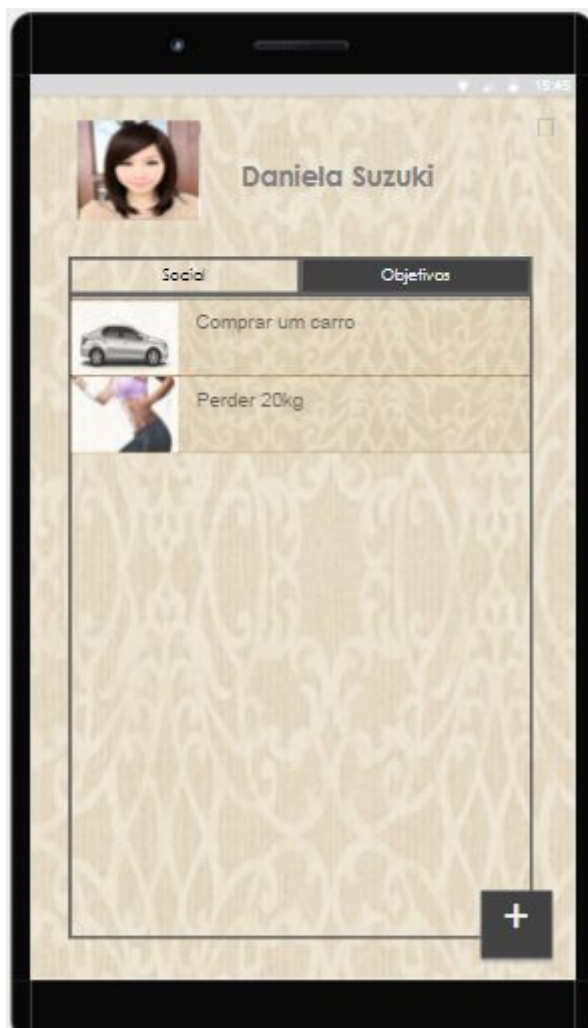 15:45
Daniela Suzuki
Social
Objetivos
Comprar um carro
Perder 20kg
+